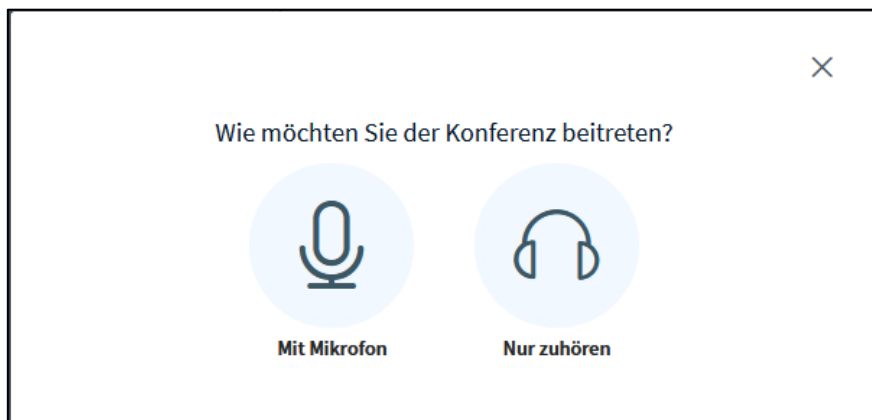 Wie möchten Sie der Konferenz beitreten?
Mit Mikrofon
Nur zuhören